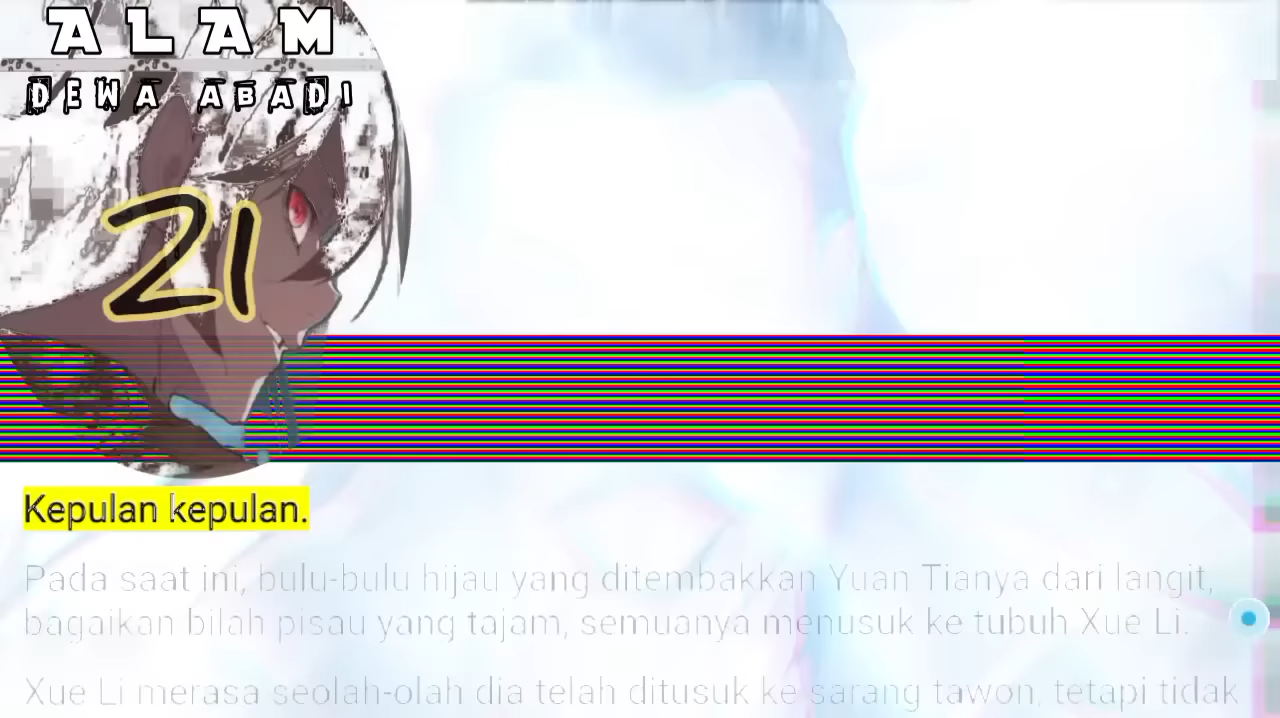 ALAM
DEWA ABADI
21
Kepulan kepulan.
Pada saat ini, bulu-bulu hijau yang ditembakkan Yuan Tianya dari langit,
bagaikan bilah pisau yang tajam, semuanya menusuk ke tubuh Xue Li.
Xue Li merasa seolah-olah dia telah ditusuk ke sarang tawon, tetapi tidak